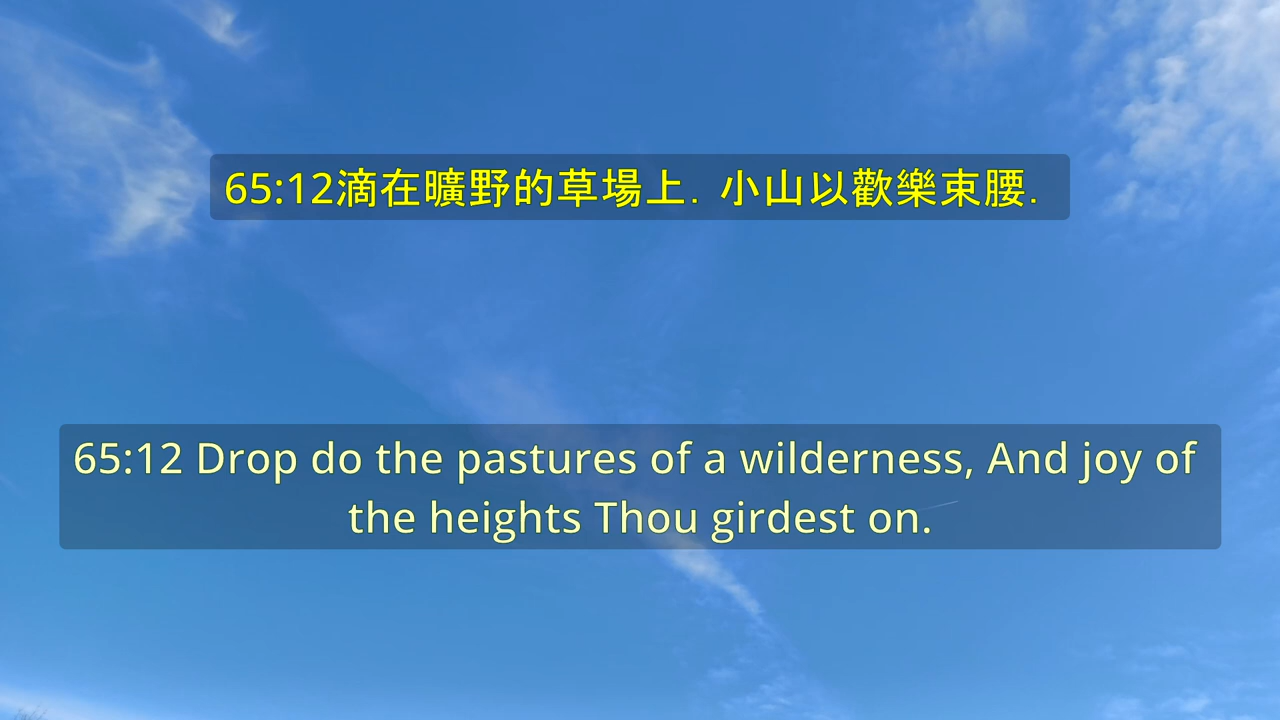 65:12滴在曠野的草場上．小山以歡樂束腰．
65:12 Drop do the pastures of a wilderness, And joy of
the heights Thou girdest on.